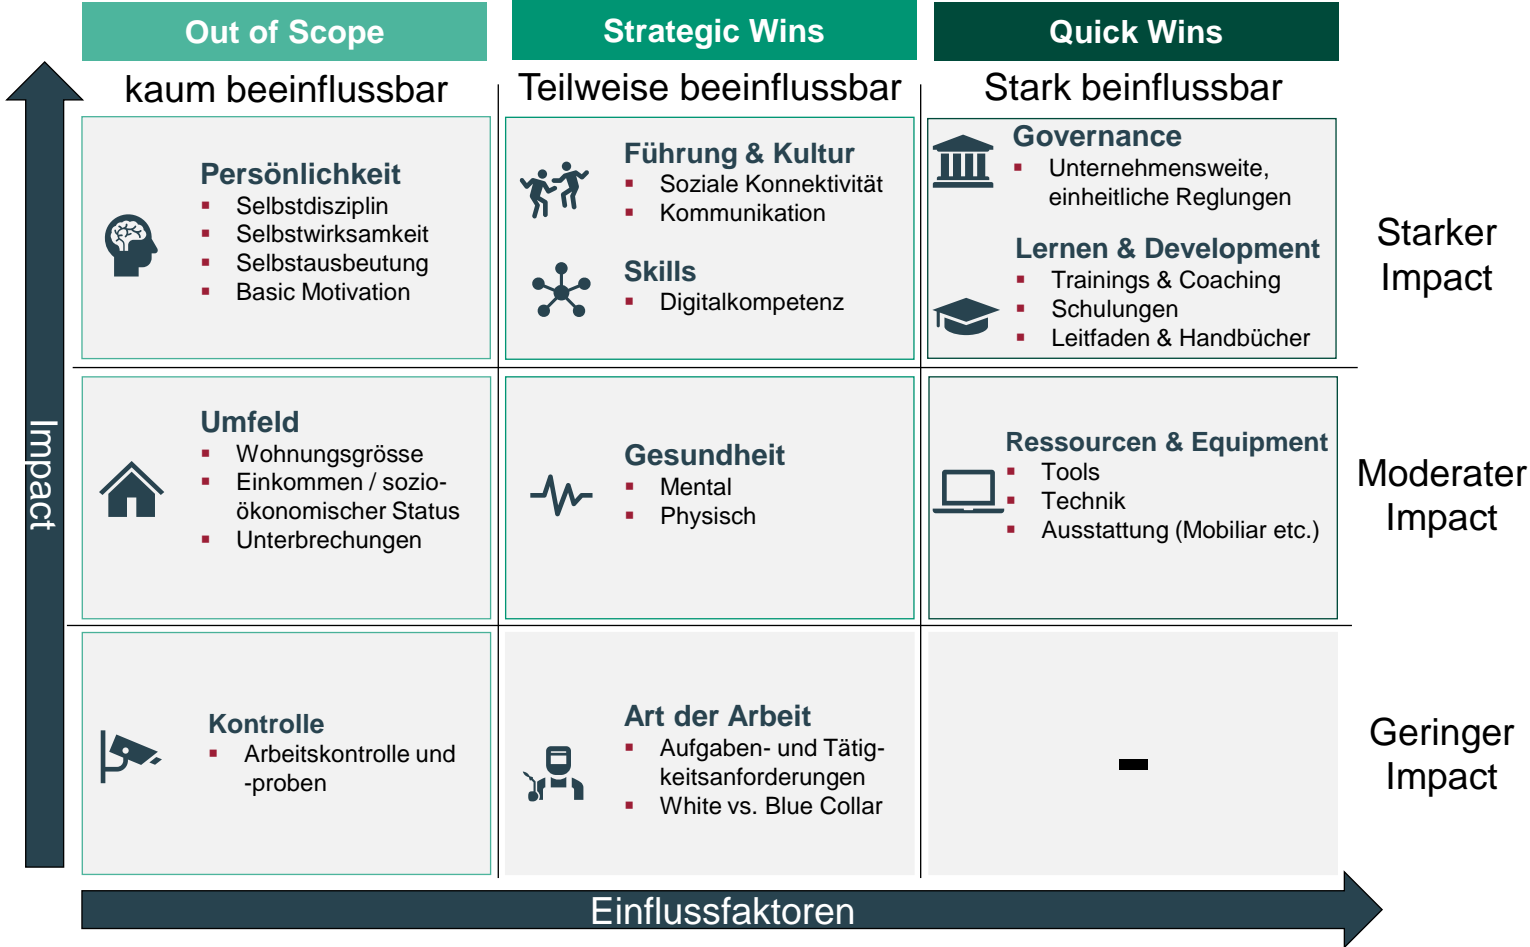 Out of Scope
Strategic Wins
Quick Wins
kaum beeinflussbar
Teilweise beeinflussbar
Stark beinflussbar
Persönlichkeit
Selbstdisziplin
Selbstwirksamkeit
Selbstausbeutung
Basic Motivation
Führung & Kultur
Soziale Konnektivität
Kommunikation
Skills
Digitalkompetenz
Governance
Unternehmensweite,
einheitliche Reglungen
Lernen & Development
Trainings & Coaching
Schulungen
Leitfaden & Handbücher
Starker
Impact
Umfeld
Wohnungsgrösse
Einkommen / sozio-
ökonomischer Status
Unterbrechungen
Gesundheit
Mental
Physisch
Ressourcen & Equipment
Tools
Technik
Ausstattung (Mobiliar etc.)
Moderater
Impact
Kontrolle
Arbeitskontrolle und
-proben
Art der Arbeit
Aufgaben- und Tätig-
keitsanforderungen
White vs. Blue Collar
-
Geringer
Impact
Impact
Einflussfaktoren